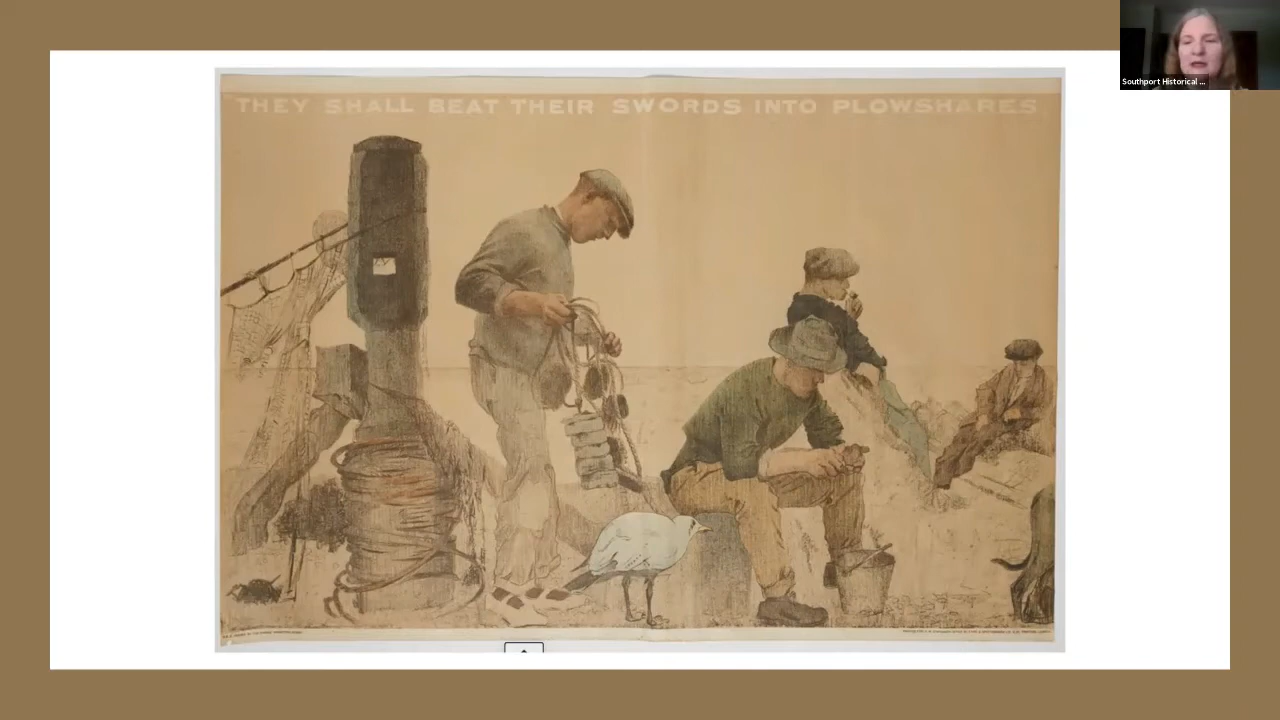 Southport Historical ...
THEY SHALL BEAT THEIR SWORDS INTO PLOWSHARES